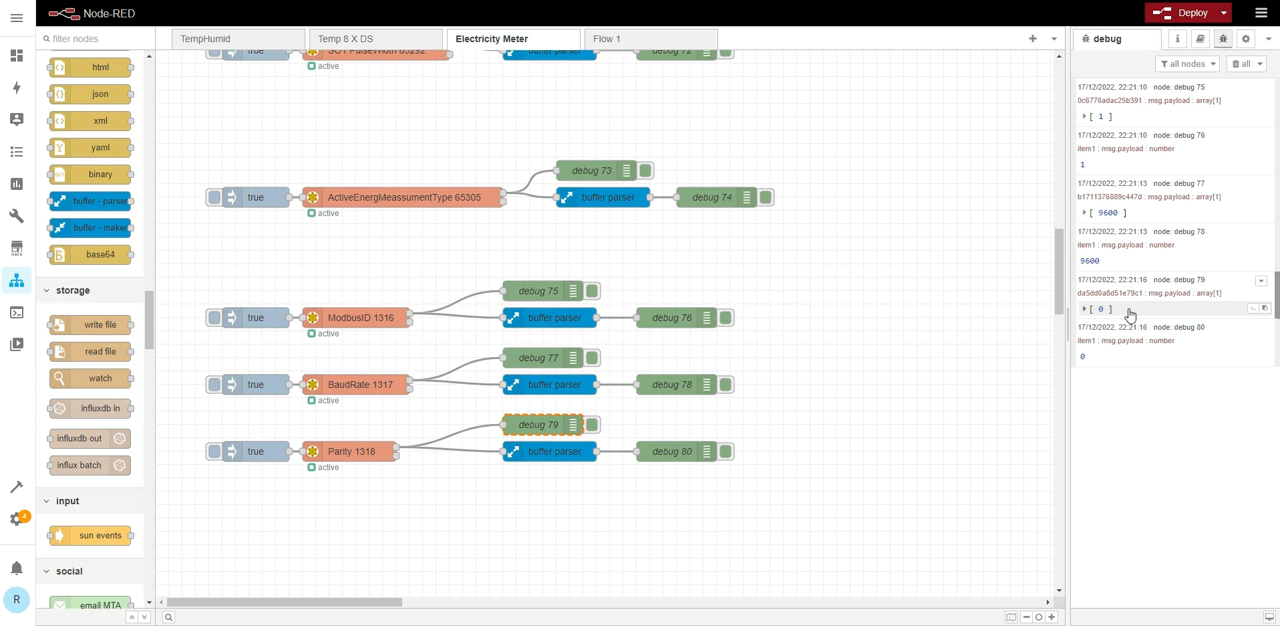 Node-RED
Deploy
filter nodes
TempHumid
Temp 8 X DS
Electricity Meter
Flow 1
debug
i
all nodes
all
html
json
xml
yaml
binary
buffer - parser
buffer - maker
base64
storage
write file
read file
watch
influxdb in
influxdb out
influx batch
input
sun events
social
email MTA
4
R
true
active
debug 72
debug 73
true
ActiveEnergMeassumentType 65305
buffer parser
debug 74
active
debug 75
true
ModbusID 1316
buffer parser
debug 76
active
debug 77
true
BaudRate 1317
buffer parser
debug 78
active
debug 79
true
Parity 1318
buffer parser
debug 80
active
17/12/2022, 22:21:10 node: debug 75
0c6776adac25b391 : msg.payload : array[1]
[ 1 ]
17/12/2022, 22:21:10 node: debug 76
item1 : msg.payload : number
1
17/12/2022, 22:21:13 node: debug 77
b1711376889c447d : msg.payload : array[1]
[ 9600 ]
17/12/2022, 22:21:13 node: debug 78
item1 : msg.payload : number
9600
17/12/2022, 22:21:16 node: debug 79
da5dd0a8d51e79c1 : msg.payload : array[1]
[ 0 ]
17/12/2022, 22:21:16 node: debug 80
item1 : msg.payload : number
0